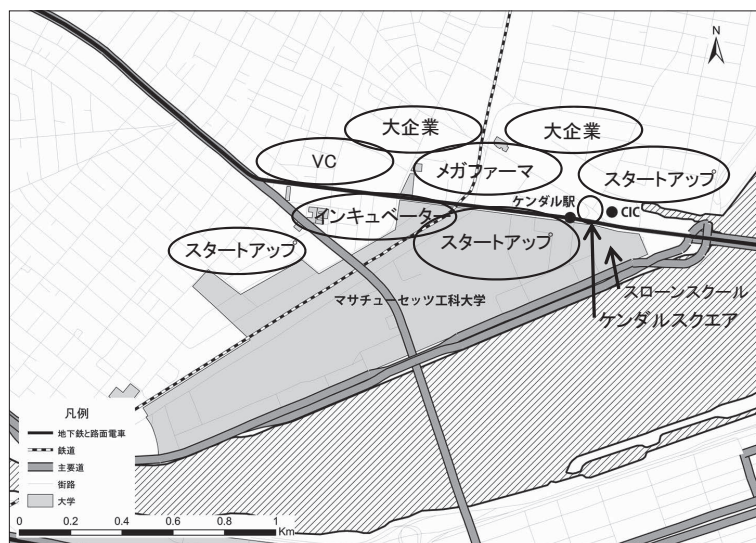 N
大企業
大企業
VC
メガファーマ
スタートアップ
ケンダル駅
CIC
インキュベーター
スタートアップ
スタートアップ
スローンスクール
マサチューセッツ工科大学
ケンダルスクエア
凡例
地下鉄と路面電車
鉄道
主要道
街路
大学
0 0.2 0.4 0.6 0.8 1
Km